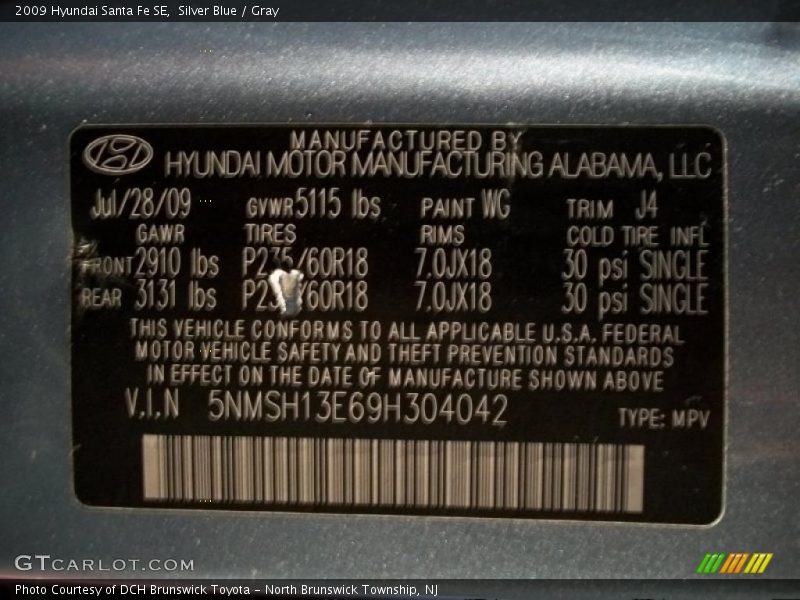 2009 Hyundai Santa Fe SE, Silver Blue / Gray
MANUFACTURED BY
HYUNDAI MOTOR MANUFACTURING ALABAMA, LLC
Jul/28/09 GVWR 5115 lbs PAINT WG TRIM J4
GAWR TIRES RIMS COLD TIRE INFL
FRONT 2910 lbs P235/60R18 7.0JX18 30 psi SINGLE
REAR 3131 lbs /60R18 7.0JX18 30 psi SINGLE
THIS VEHICLE CONFORMS TO ALL APPLICABLE U.S.A. FEDERAL
MOTOR VEHICLE SAFETY AND THEFT PREVENTION STANDARDS
IN EFFECT ON THE DATE OF MANUFACTURE SHOWN ABOVE
V.I.N 5NMSH13E69H304042 TYPE: MPV
GTCARLOT.COM
Photo Courtesy of DCH Brunswick Toyota - North Brunswick Township, NJ